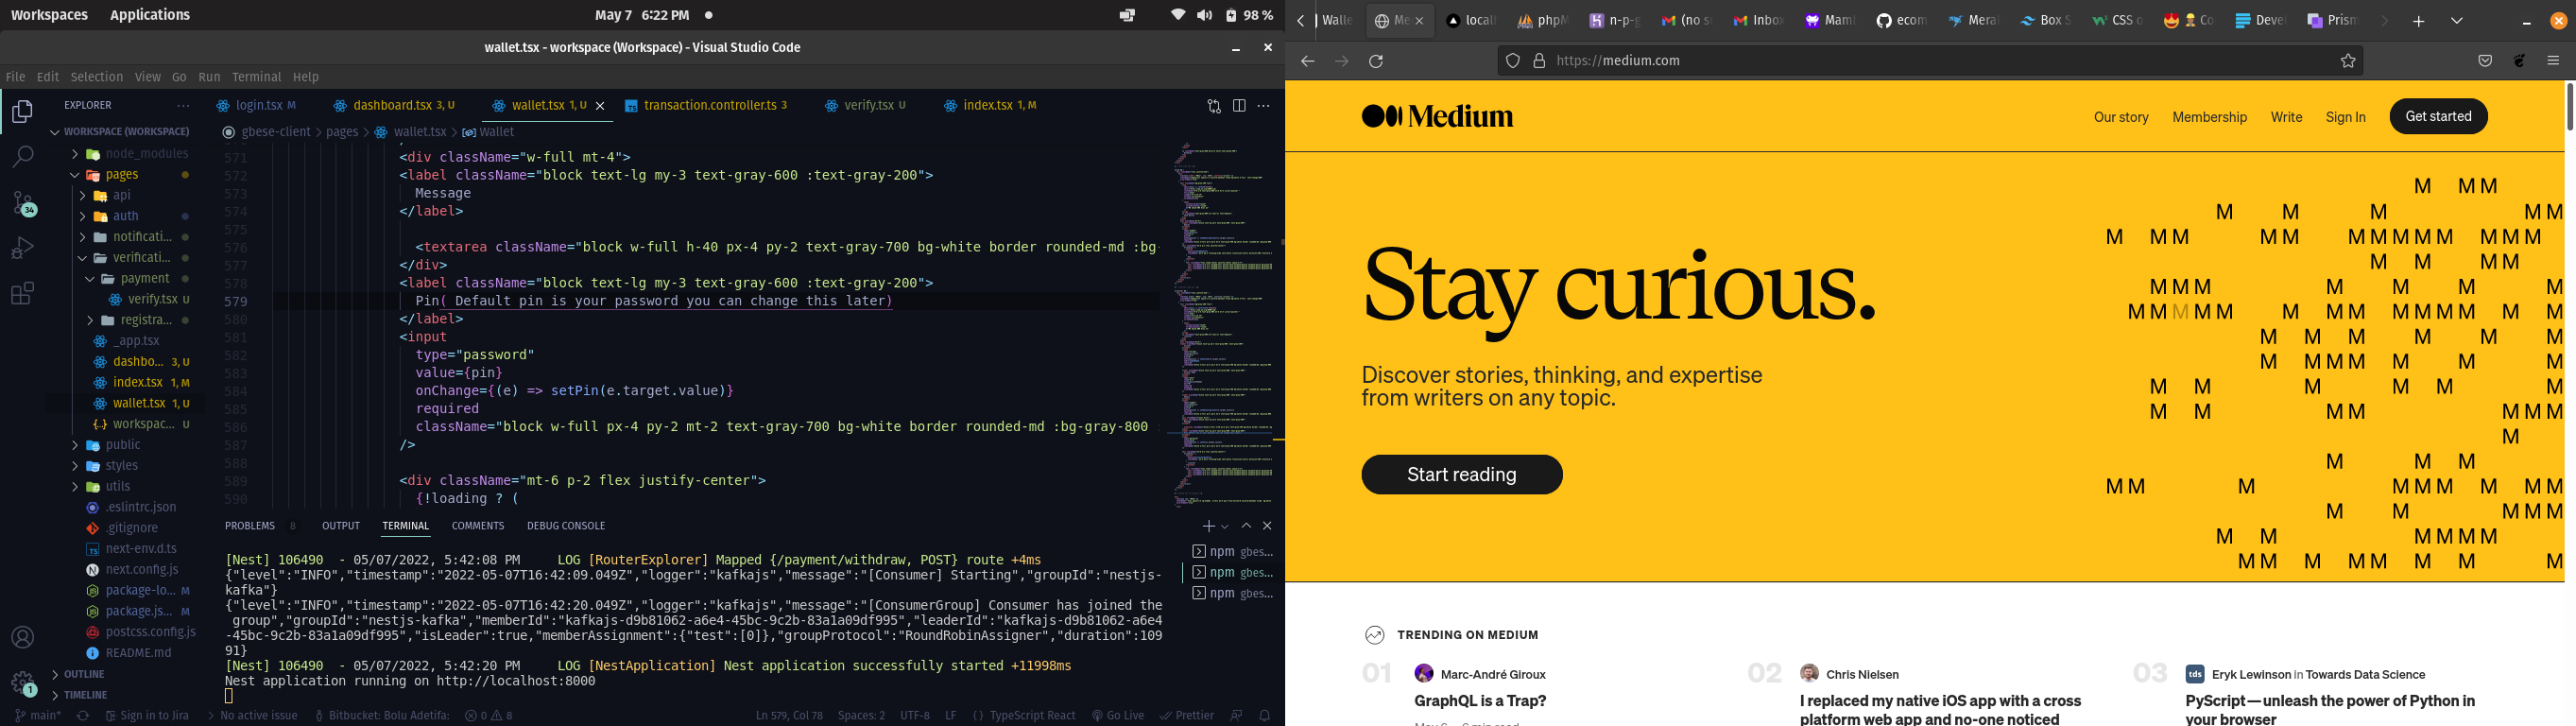 Workspaces Applications
May 7 6:22 PM
98 %
wallet.tsx - workspace (Workspace) - Visual Studio Code
File Edit Selection View Go Run Terminal Help
EXPLORER
WORKSPACE (WORKSPACE)
node_modules
pages
api
auth
notificati...
verificati...
payment
verify.tsx U
registra...
_app.tsx
dashbo... 3, U
index.tsx 1, M
wallet.tsx 1, U
workspac... U
public
styles
utils
.eslintrc.json
.gitignore
next-env.d.ts
next.config.js
package-lo... M
package.js... M
postcss.config.js
README.md
OUTLINE
TIMELINE
34
1
login.tsx M dashboard.tsx 3, U wallet.tsx 1, U transaction.controller.ts 3 verify.tsx U index.tsx 1, M
gbese-client > pages > wallet.tsx > Wallet
571 <div className="w-full mt-4">
572 <label className="block text-lg my-3 text-gray-600 :text-gray-200">
573 Message
574 </label>
575
576 <textarea className="block w-full h-40 px-4 py-2 text-gray-700 bg-white border rounded-md :bg-
577 </div>
578 <label className="block text-lg my-3 text-gray-600 :text-gray-200">
579 Pin( Default pin is your password you can change this later)
580 </label>
581 <input
582 type="password"
583 value={pin}
584 onChange={(e) => setPin(e.target.value)}
585 required
586 className="block w-full px-4 py-2 mt-2 text-gray-700 bg-white border rounded-md :bg-gray-800
587 />
588
589 <div className="mt-6 p-2 flex justify-center">
590 {!loading ? (
PROBLEMS 8 OUTPUT TERMINAL COMMENTS DEBUG CONSOLE
[Nest] 106490 - 05/07/2022, 5:42:08 PM LOG [RouterExplorer] Mapped {/payment/withdraw, POST} route +4ms
{"level":"INFO","timestamp":"2022-05-07T16:42:09.049Z","logger":"kafkajs","message":"[Consumer] Starting","groupId":"nestjs-
kafka"}
{"level":"INFO","timestamp":"2022-05-07T16:42:20.049Z","logger":"kafkajs","message":"[ConsumerGroup] Consumer has joined the
group","groupId":"nestjs-kafka","memberId":"kafkajs-d9b81062-a6e4-45bc-9c2b-83a1a09df995","leaderId":"kafkajs-d9b81062-a6e4
-45bc-9c2b-83a1a09df995","isLeader":true,"memberAssignment":{"test":[0]},"groupProtocol":"RoundRobinAssigner","duration":109
91}
[Nest] 106490 - 05/07/2022, 5:42:20 PM LOG [NestApplication] Nest application successfully started +11998ms
Nest application running on http://localhost:8000
npm gbes...
npm gbes...
npm gbes...
main* Sign in to Jira No active issue Bitbucket: Bolu Adetifa: 0 8 Ln 579, Col 78 Spaces: 2 UTF-8 LF {} TypeScript React Go Live Prettier
Walle Me locall phpM n-p-g (no s Inbox Mam ecom Merai Box S CSS o Co Deve Prism
https://medium.com
Medium
Our story Membership Write Sign In Get started
Stay curious.
Discover stories, thinking, and expertise
from writers on any topic.
Start reading
M M M
M M M M M
M M M M M M M M M M M M M
M M M
M M M M M M
M M M M M M M M M M M M M
M M M M M
M M M M M M M
M M M M M M
M M M M M M M
M
M M M
M M M M M M M M M
M M M M M
M M M M M M
M M M M M M M M M
TRENDING ON MEDIUM
01 Marc-André Giroux
GraphQL is a Trap?
02 Chris Nielsen
I replaced my native iOS app with a cross
platform web app and no-one noticed
03 tds Eryk Lewinson in Towards Data Science
PyScript — unleash the power of Python in
your browser